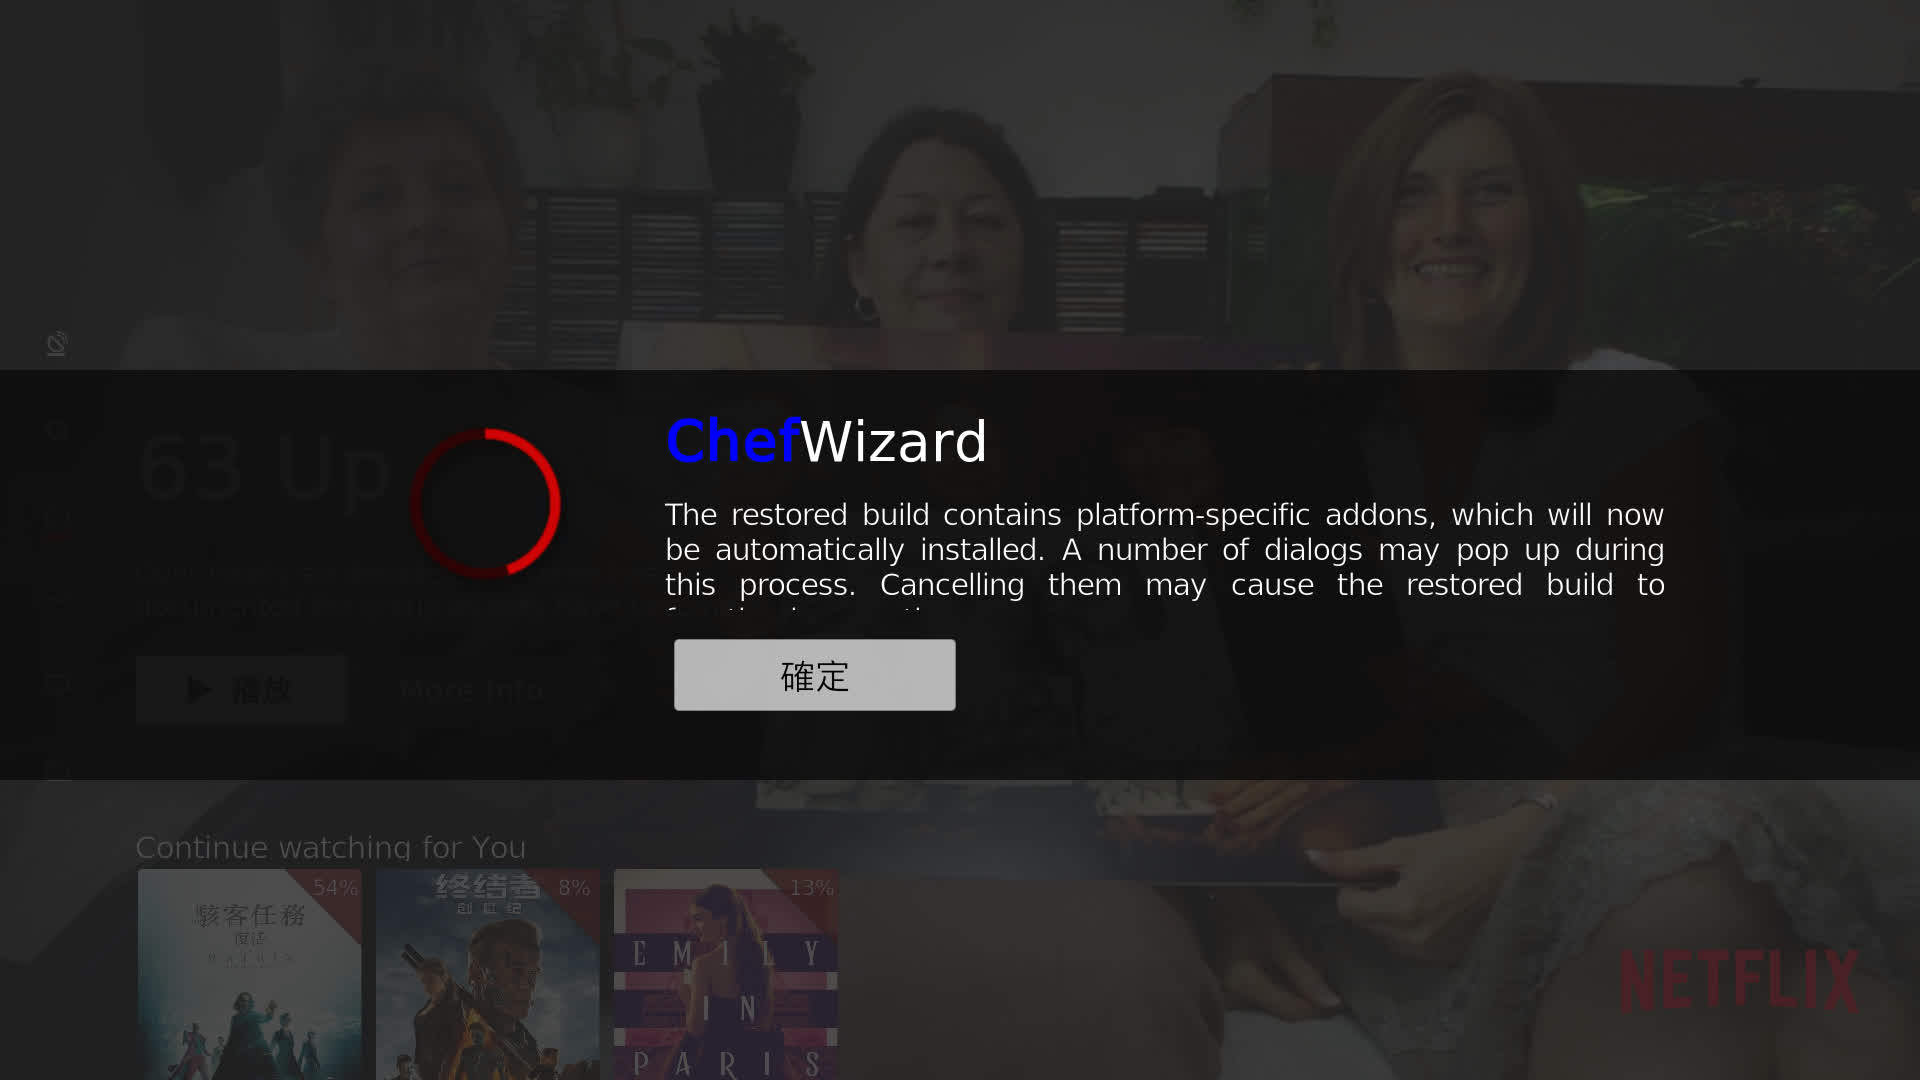 ChefWizard
63 Up
The restored build contains platform-specific addons, which will now
be automatically installed. A number of dialogs may pop up during
this process. Cancelling them may cause the restored build to
確定
播放
More Info
Continue watching for You
54%
8%
13%
駭客任務
復活
MATRIX
终结者
创世纪
EMILY
IN
PARIS
NETFLIX